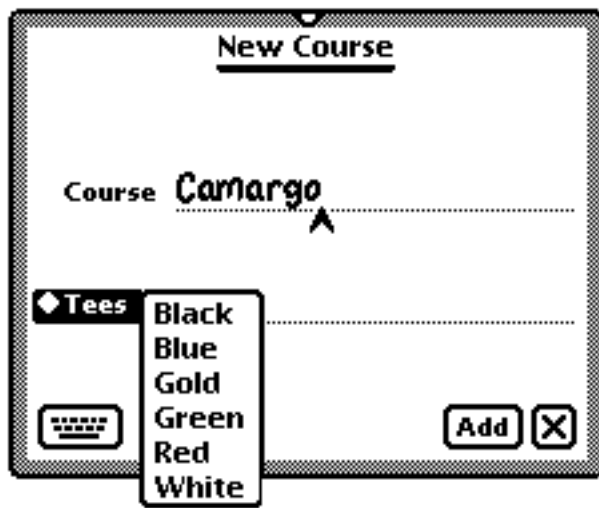 New Course
Course Camargo
Tees
Black
Blue
Gold
Green
Red
White
Add